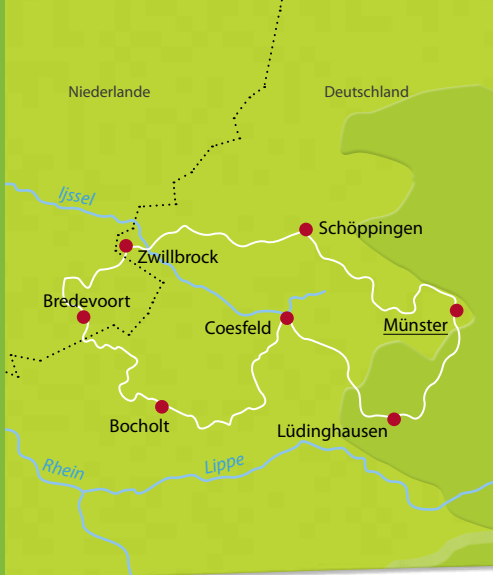 Niederlande
Deutschland
Ijssel
Schöppingen
Zwillbrock
Bredevoort
Coesfeld
Münster
Bocholt
Lüdinghausen
Rhein
Lippe